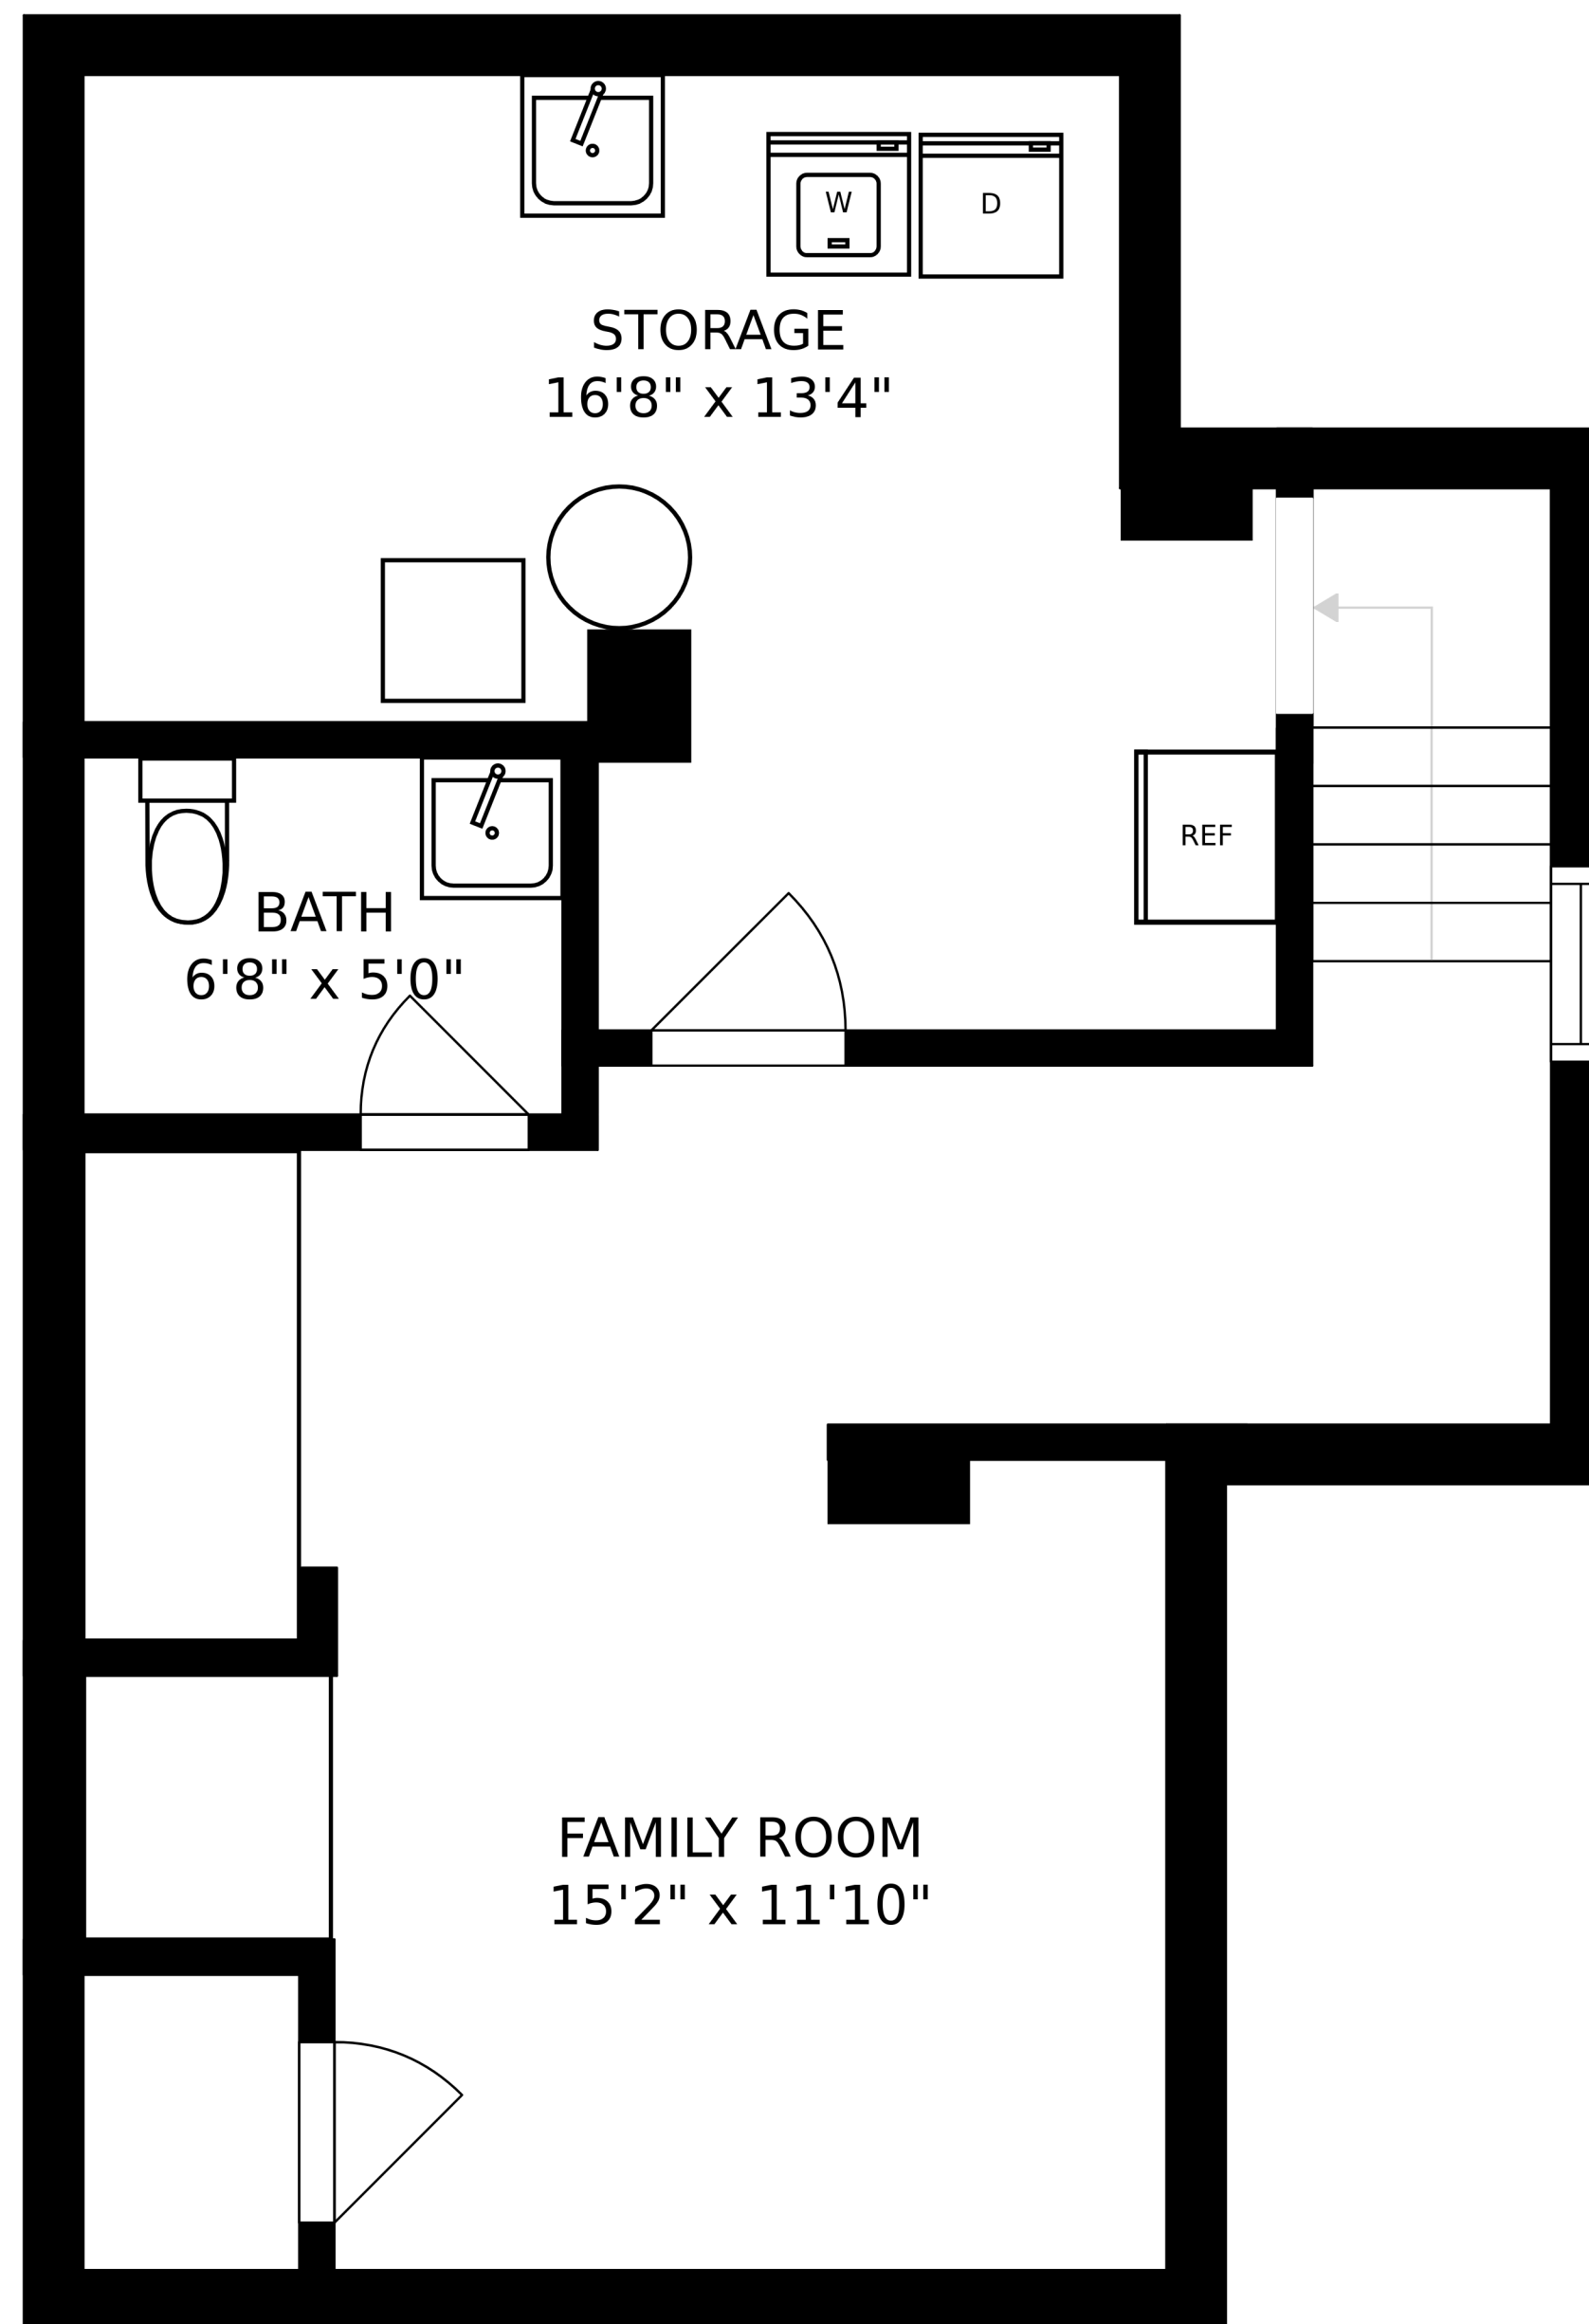 W
D
STORAGE
16'8" x 13'4"
REF
BATH
6'8" x 5'0"
FAMILY ROOM
15'2" x 11'10"